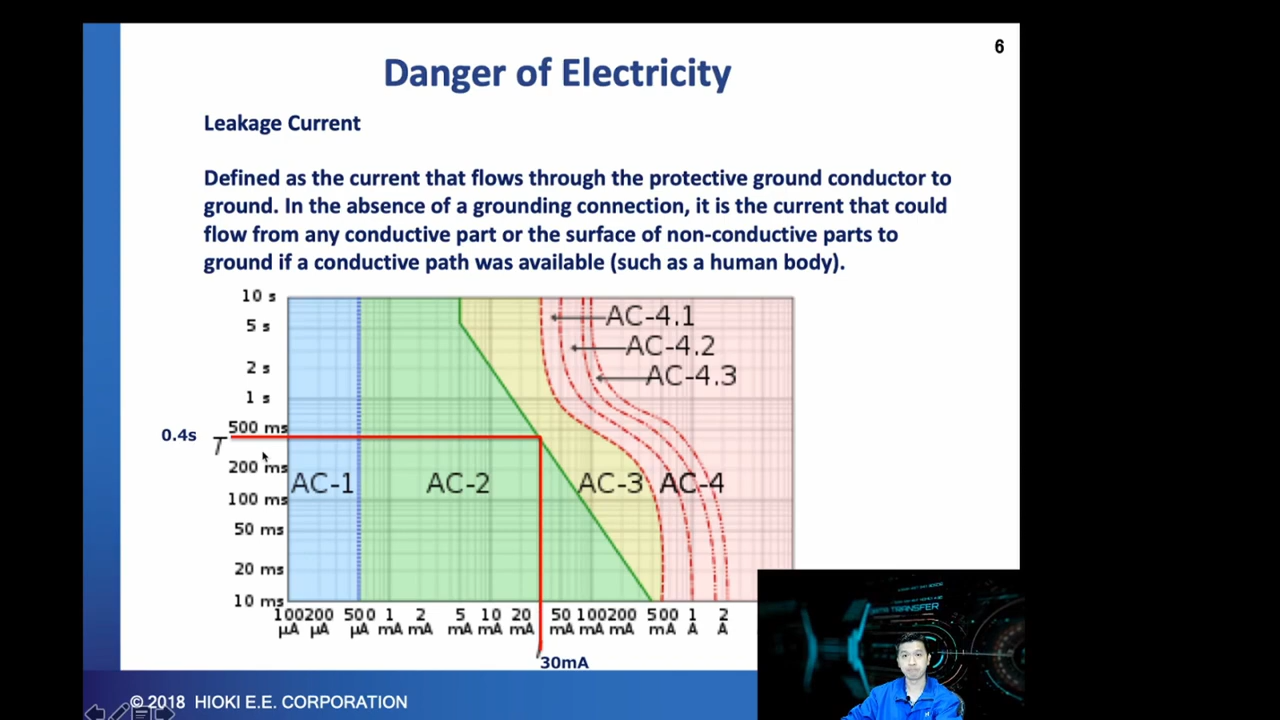 6
Danger of Electricity
Leakage Current
Defined as the current that flows through the protective ground conductor to
ground. In the absence of a grounding connection, it is the current that could
flow from any conductive part or the surface of non-conductive parts to
ground if a conductive path was available (such as a human body).
10 s
5 s
2 s
1 s
500 ms
0.4s
T
200 ms
100 ms
50 ms
20 ms
10 ms
AC-4.1
AC-4.2
AC-4.3
AC-1 AC-2 AC-3 AC-4
100 200 500 1 2 5 10 20 50 100 200 500 1 2
µA µA µA mA mA mA mA mA mA mA mA mA A A
30mA
TRANSFER
© 2018 HIOKI E.E. CORPORATION